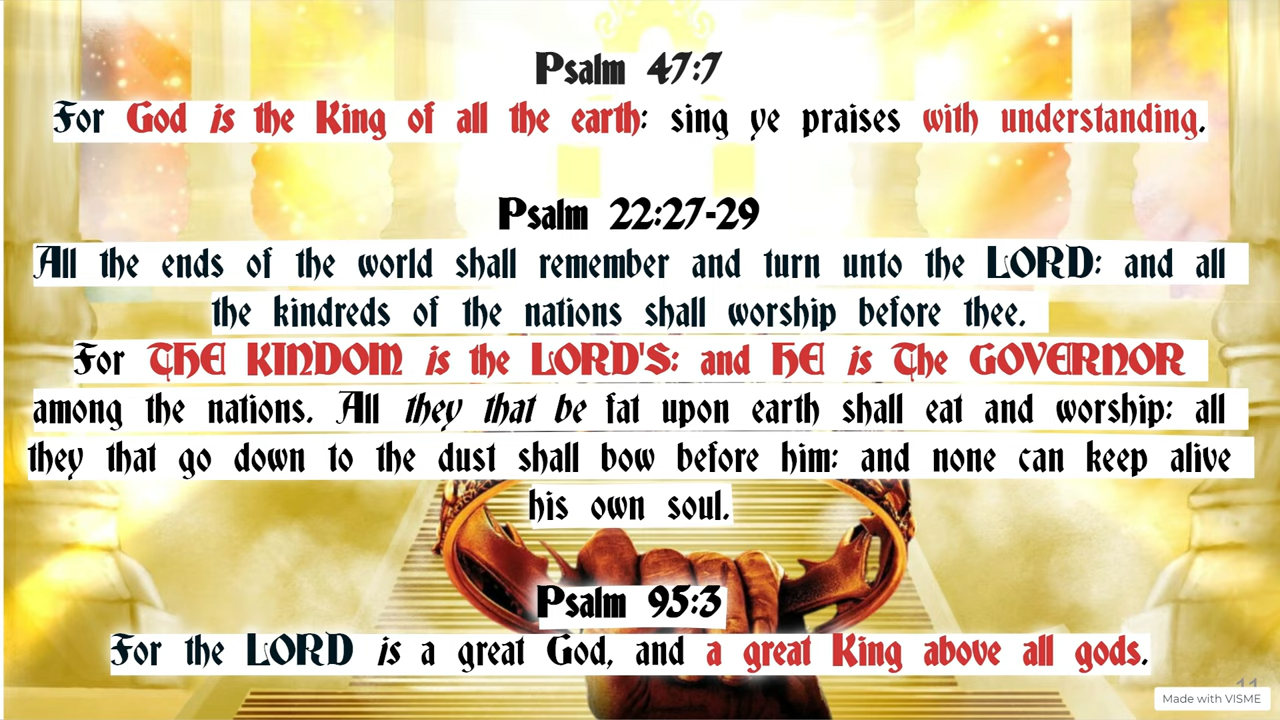 Psalm 47:7
For God is the King of all the earth: sing ye praises with understanding.
Psalm 22:27-29
All the ends of the world shall remember and turn unto the LORD: and all
the kindreds of the nations shall worship before thee.
For THE KINDOM is the LORD'S: and HE is The GOVERNOR
among the nations. All they that be fat upon earth shall eat and worship: all
they that go down to the dust shall bow before him: and none can keep alive
his own soul.
Psalm 95:3
For the LORD is a great God, and a great King above all gods.
11
Made with VISME